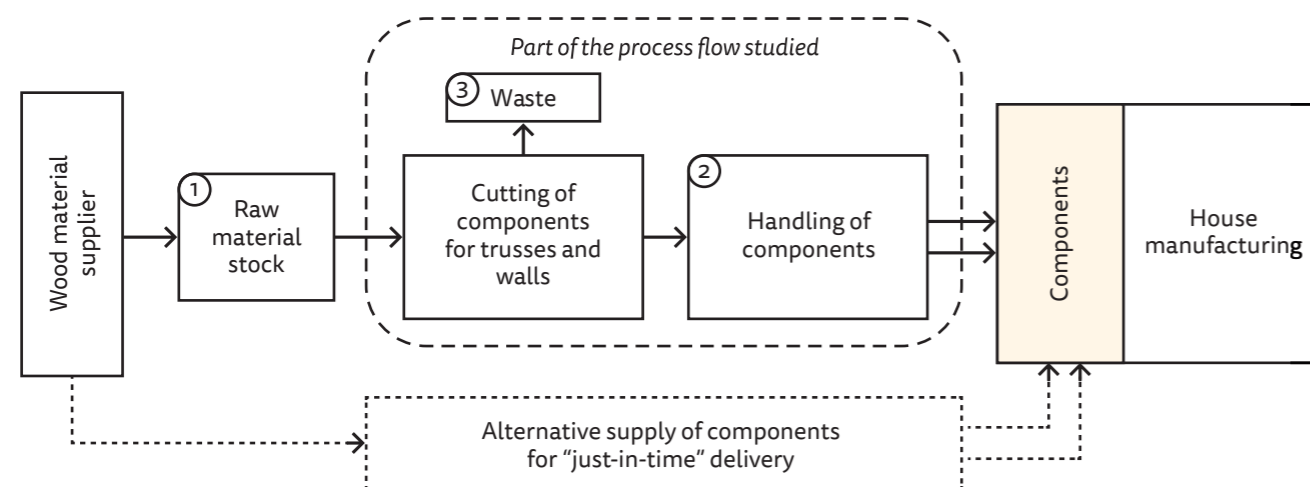 Part of the process flow studied
3
Waste
Wood material
supplier
1
Raw
material
stock
Cutting of
components
for trusses and
walls
2
Handling of
components
Components
House
manufacturing
Alternative supply of components
for “just-in-time” delivery